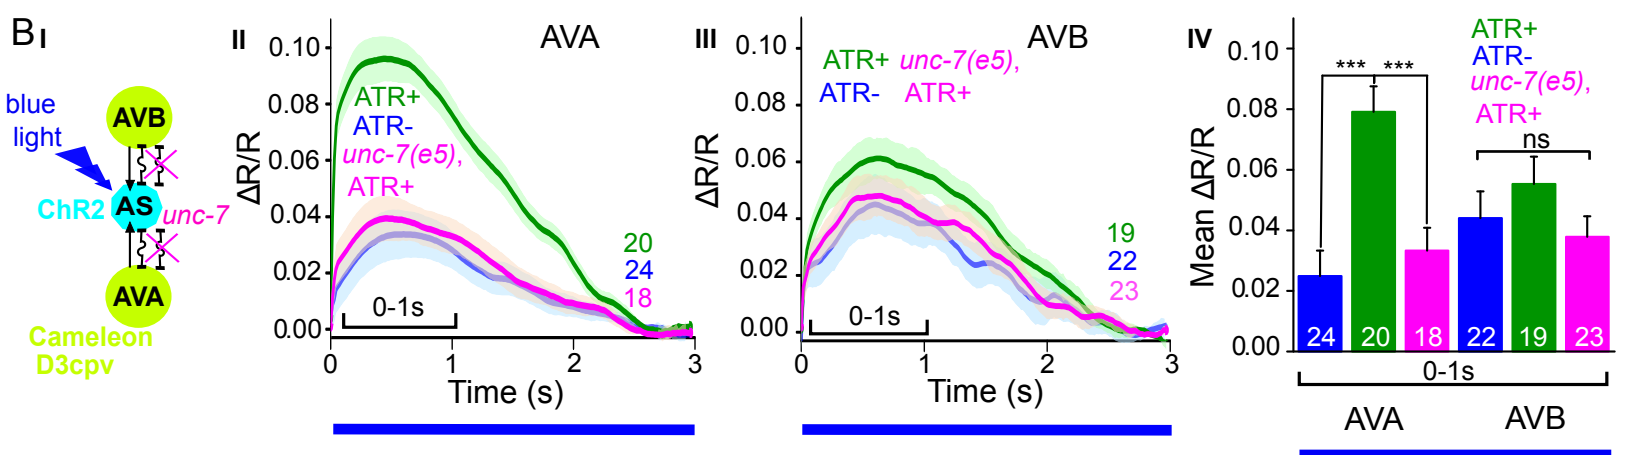 B I
blue
light
AVB
ChR2 AS unc-7
AVA
Cameleon
D3cpv
II
AVA
ΔR/R
0.10
0.08
0.06
0.04
0.02
0.00
ATR+
ATR-
unc-7(e5),
ATR+
20
24
18
0-1s
0 1 2 3
Time (s)
III
AVB
ΔR/R
0.10
0.08
0.06
0.04
0.02
0.00
ATR+ unc-7(e5),
ATR- ATR+
19
22
23
0-1s
0 1 2 3
Time (s)
IV
ATR+
ATR-
unc-7(e5),
ATR+
Mean ΔR/R
0.10
0.08
0.06
0.04
0.02
0.00
*** ***
ns
24 20 18 22 19 23
0-1s
AVA AVB